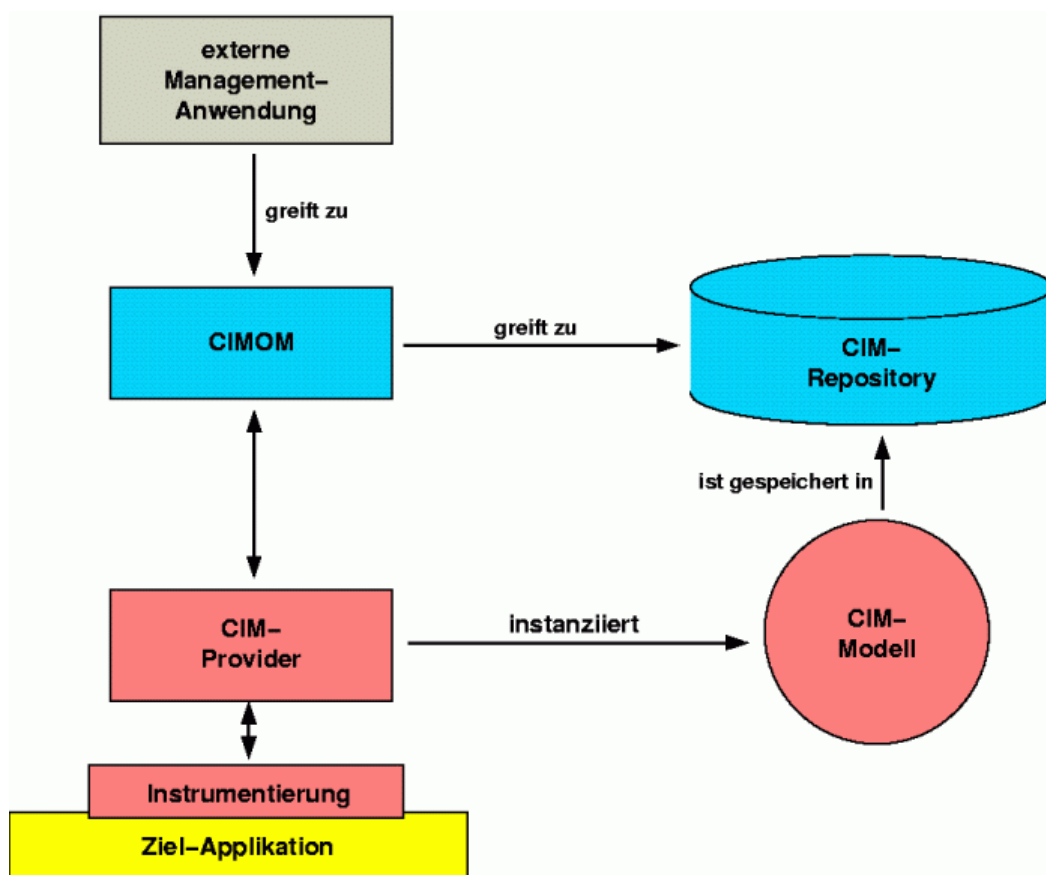 externe
Management–
Anwendung
greift zu
CIMOM
greift zu
CIM–
Repository
ist gespeichert in
CIM–
Provider
instanziiert
CIM–
Modell
Instrumentierung
Ziel–Applikation